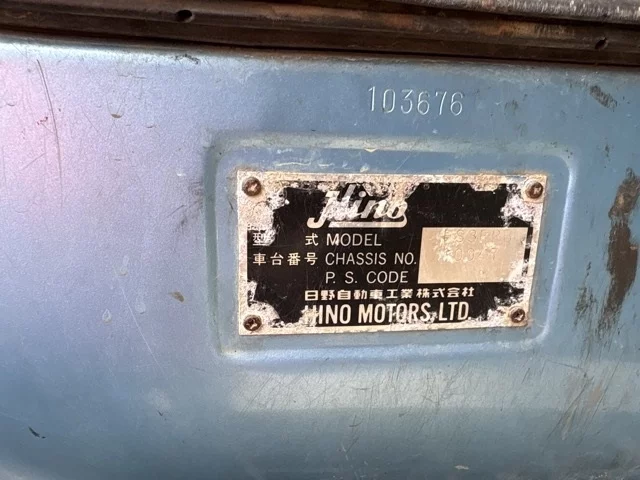 103676
Hino
型 式 MODEL
車台番号 CHASSIS NO.
P. S. CODE
日野自動車工業株式会社
HINO MOTORS, LTD.